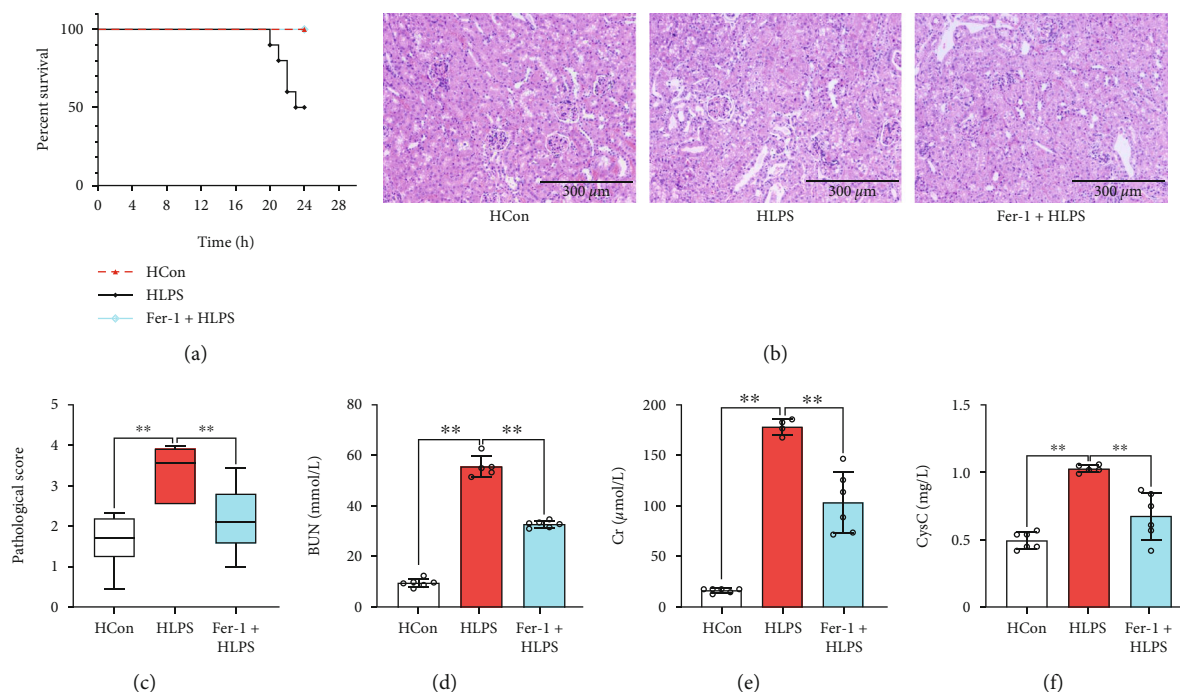 100
50
0
Percent survival
0 4 8 12 16 20 24 28
Time (h)
HCon
HLPS
Fer-1 + HLPS
(a)
300 µm
300 µm
300 µm
HCon
HLPS
Fer-1 + HLPS
(b)
5
4
3
2
1
0
Pathological score
** **
HCon
HLPS
Fer-1 +
HLPS
(c)
80
60
40
20
0
BUN (mmol/L)
** **
HCon
HLPS
Fer-1 +
HLPS
(d)
200
150
100
50
0
Cr (µmol/L)
** **
HCon
HLPS
Fer-1 +
HLPS
(e)
1.5
1.0
0.5
0
CysC (mg/L)
** **
HCon
HLPS
Fer-1 +
HLPS
(f)